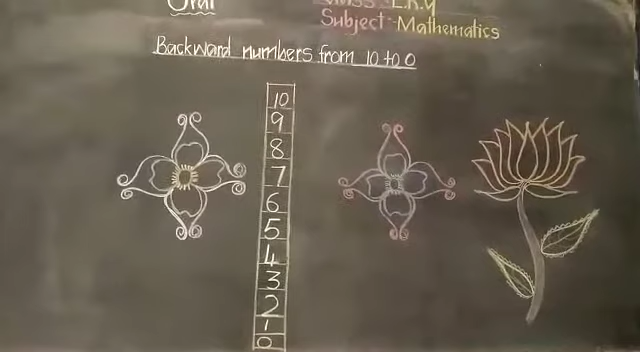 Oral
Class :- L.K.G
Subject:- Mathematics
Backward numbers from 10 to 0
10
9
8
7
6
5
4
3
2
1
0